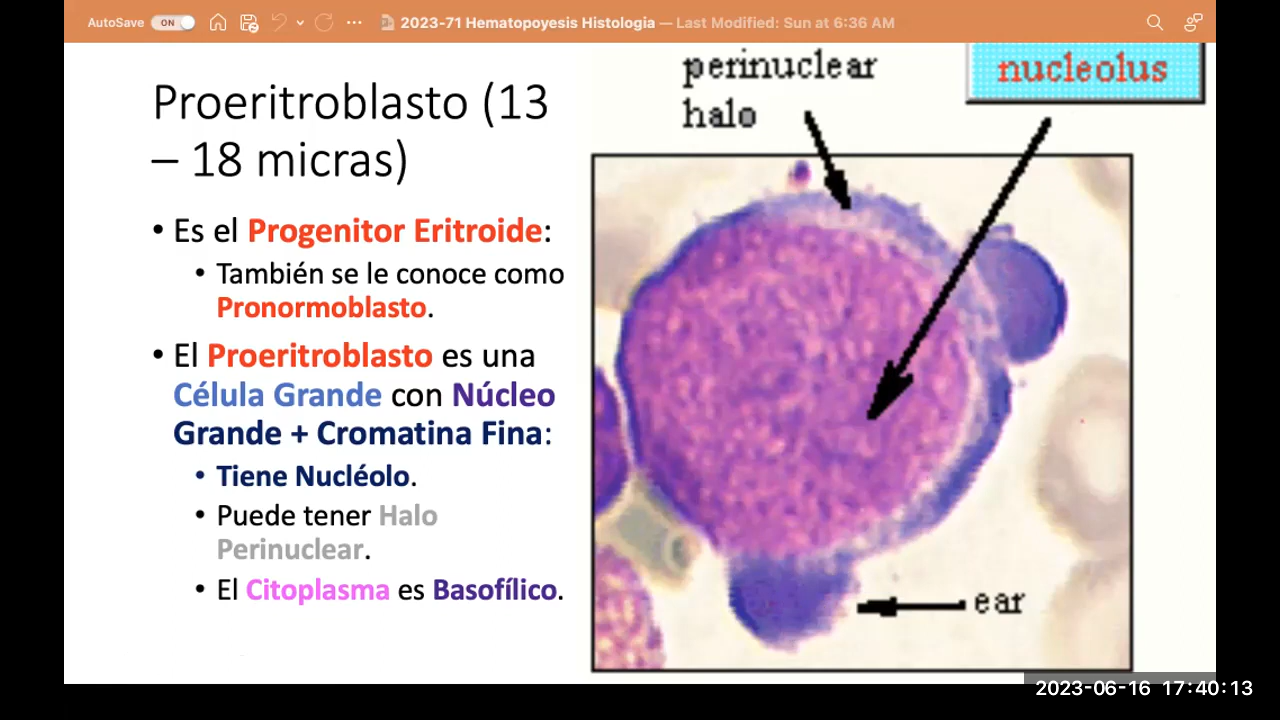 AutoSave ON ... 2023-71 Hematopoyesis Histologia — Last Modified: Sun at 6:36 AM
Proeritroblasto (13
– 18 micras)
• Es el Progenitor Eritroide:
• También se le conoce como
Pronormoblasto.
• El Proeritroblasto es una
Célula Grande con Núcleo
Grande + Cromatina Fina:
• Tiene Nucléolo.
• Puede tener Halo
Perinuclear.
• El Citoplasma es Basofílico.
perinuclear
halo
nucleolus
ear
2023-06-16 17:40:13